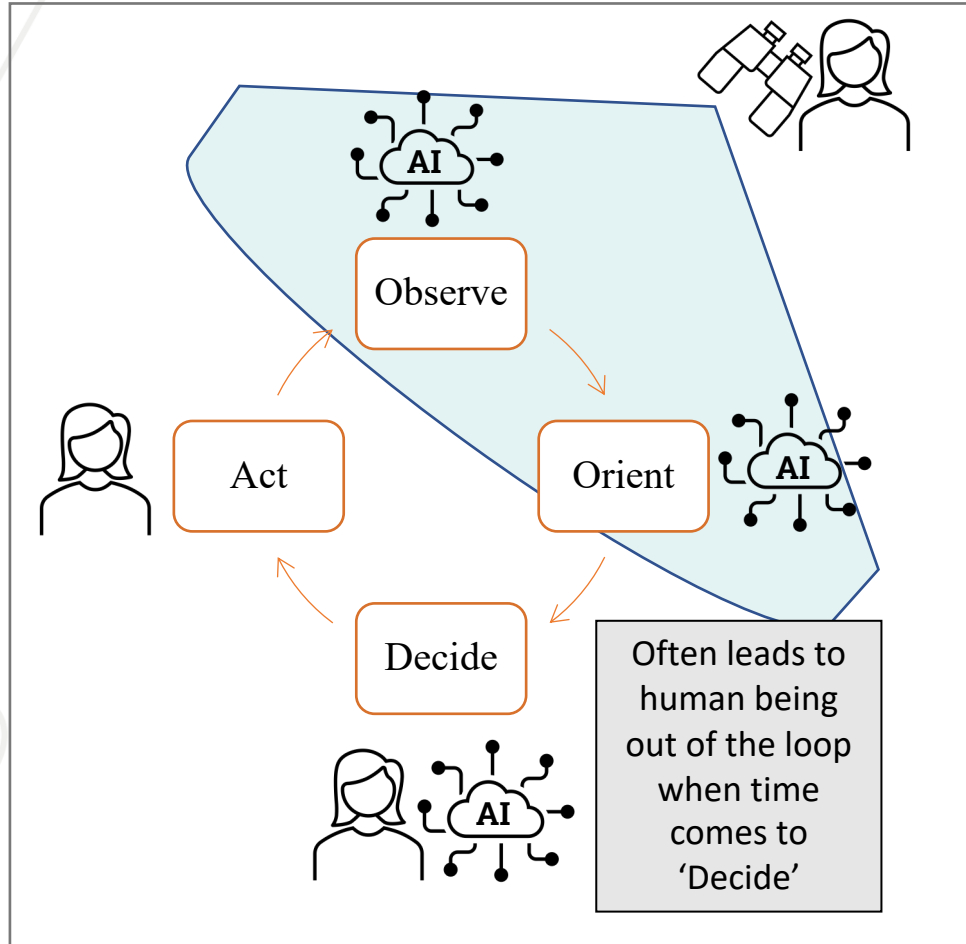 AI
Observe
Act
Orient
AI
Decide
AI
Often leads to
human being
out of the loop
when time
comes to
‘Decide’